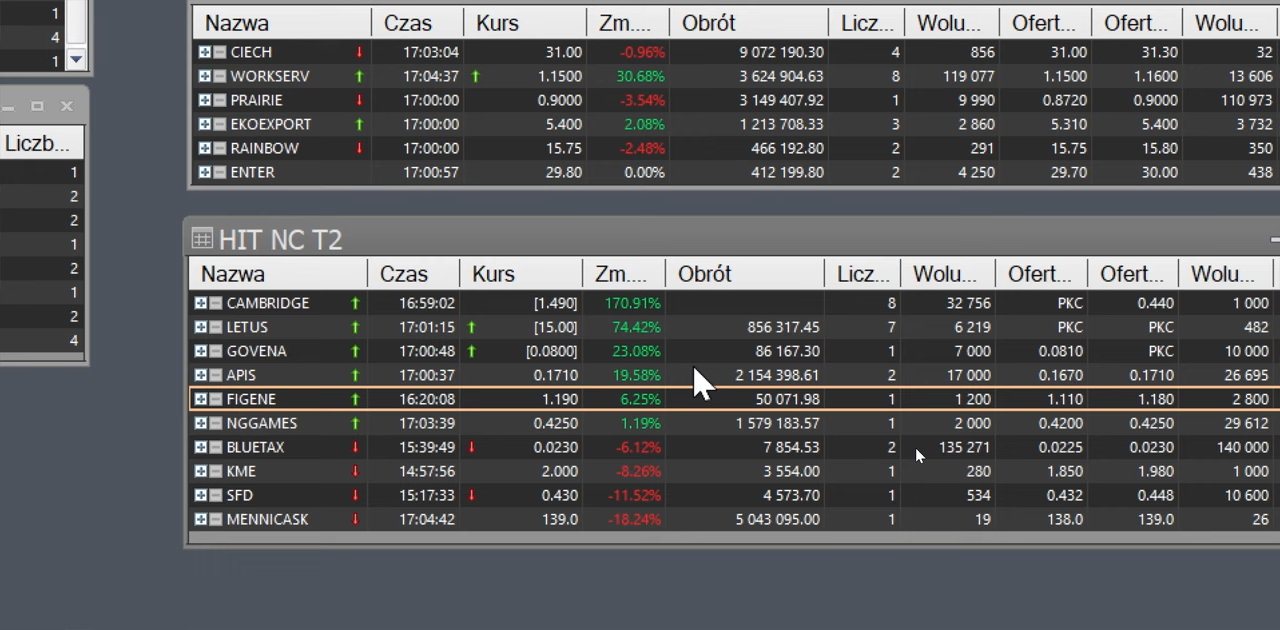 1
4
1
Liczb...
1
2
2
1
2
1
2
4
Nazwa Czas Kurs Zm.... Obrót Licz... Wolu... Ofert... Ofert... Wolu...
CIECH 17:03:04 31.00 -0.96% 9 072 190.30 4 856 31.00 31.30 32
WORKSERV 17:04:37 1.1500 30.68% 3 624 904.63 8 119 077 1.1500 1.1600 13 606
PRAIRIE 17:00:00 0.9000 -3.54% 3 149 407.92 1 9 990 0.8720 0.9000 110 973
EKOEXPORT 17:00:00 5.400 2.08% 1 213 708.33 3 2 860 5.310 5.400 3 732
RAINBOW 17:00:00 15.75 -2.48% 466 192.80 2 291 15.75 15.80 350
ENTER 17:00:57 29.80 0.00% 412 199.80 2 4 250 29.70 30.00 438
HIT NC T2
Nazwa Czas Kurs Zm.... Obrót Licz... Wolu... Ofert... Ofert... Wolu...
CAMBRIDGE 16:59:02 [1.490] 170.91% 8 32 756 PKC 0.440 1 000
LETUS 17:01:15 [15.00] 74.42% 856 317.45 7 6 219 PKC PKC 482
GOVENA 17:00:48 [0.0800] 23.08% 86 167.30 1 7 000 0.0810 PKC 10 000
APIS 17:00:37 0.1710 19.58% 2 154 398.61 2 17 000 0.1670 0.1710 26 695
FIGENE 16:20:08 1.190 6.25% 50 071.98 1 1 200 1.110 1.180 2 800
NGGAMES 17:03:39 0.4250 1.19% 1 579 183.57 1 2 000 0.4200 0.4250 29 612
BLUETAX 15:39:49 0.0230 -6.12% 7 854.53 2 135 271 0.0225 0.0230 140 000
KME 14:57:56 2.000 -8.26% 3 554.00 1 280 1.850 1.980 1 000
SFD 15:17:33 0.430 -11.52% 4 573.70 1 534 0.432 0.448 10 600
MENNICASK 17:04:42 139.0 -18.24% 5 043 095.00 1 19 138.0 139.0 26